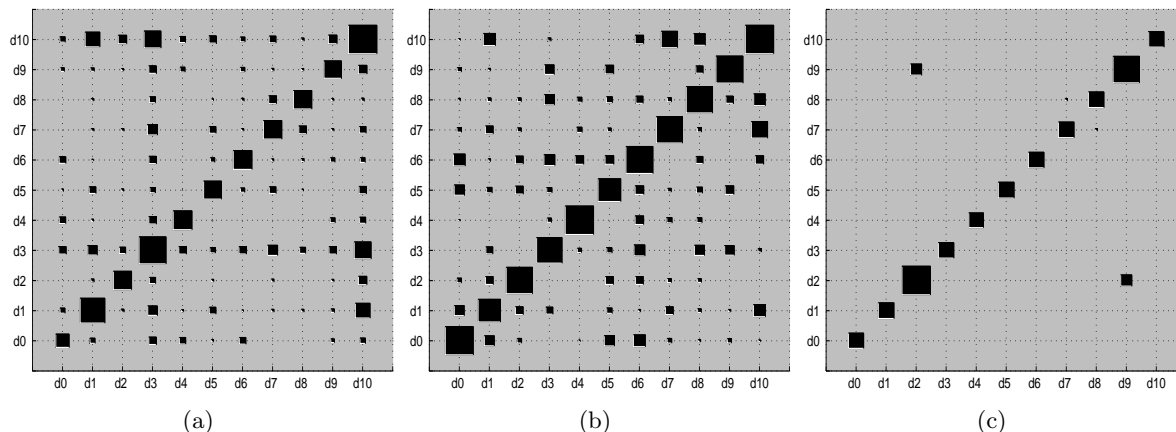 d10 d10 d10
d9 d9 d9
d8 d8 d8
d7 d7 d7
d6 d6 d6
d5 d5 d5
d4 d4 d4
d3 d3 d3
d2 d2 d2
d1 d1 d1
d0 d0 d0
d0 d1 d2 d3 d4 d5 d6 d7 d8 d9 d10 d0 d1 d2 d3 d4 d5 d6 d7 d8 d9 d10 d0 d1 d2 d3 d4 d5 d6 d7 d8 d9 d10
(a) (b) (c)